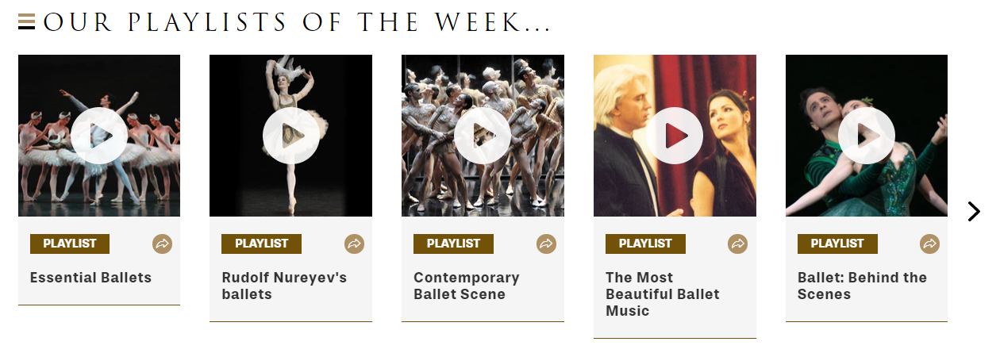 OUR PLAYLISTS OF THE WEEK...
PLAYLIST
Essential Ballets
PLAYLIST
Rudolf Nureyev's
ballets
PLAYLIST
Contemporary
Ballet Scene
PLAYLIST
The Most
Beautiful Ballet
Music
PLAYLIST
Ballet: Behind the
Scenes